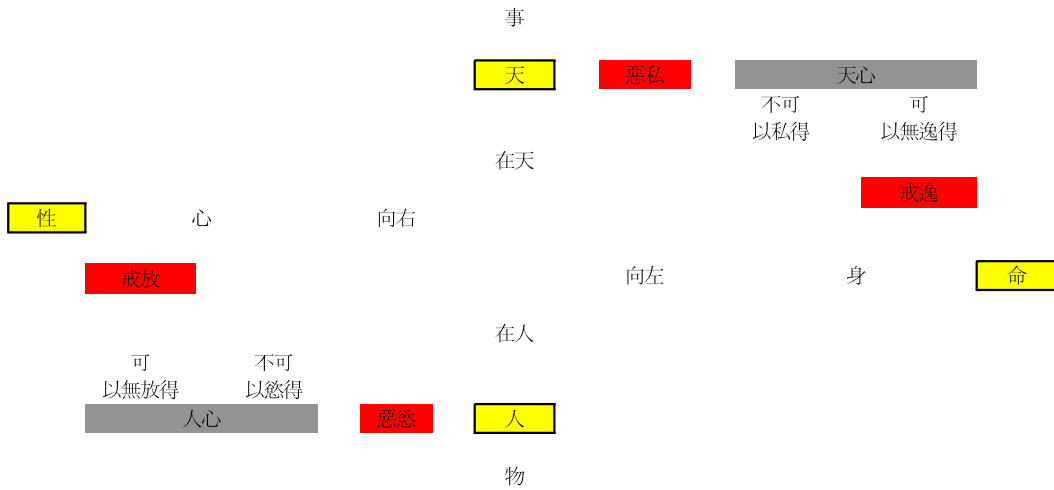 事
天 惡私 天心
不可 可
以私得 以無逸得
在天
戒逸
性 心 向右
戒放 向左 身 命
在人
可 不可
以無放得 以慾得
人心 惡慾 人
物